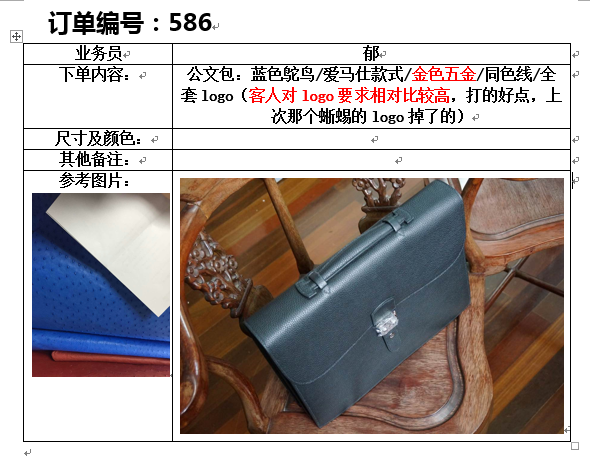 订单编号：586
业务员
郁
下单内容：
公文包：蓝色鸵鸟/爱马仕款式/金色五金/同色线/全
套 logo（客人对 logo 要求相对比较高，打的好点，上
次那个蜥蜴的 logo 掉了的）
尺寸及颜色：
其他备注：
参考图片：